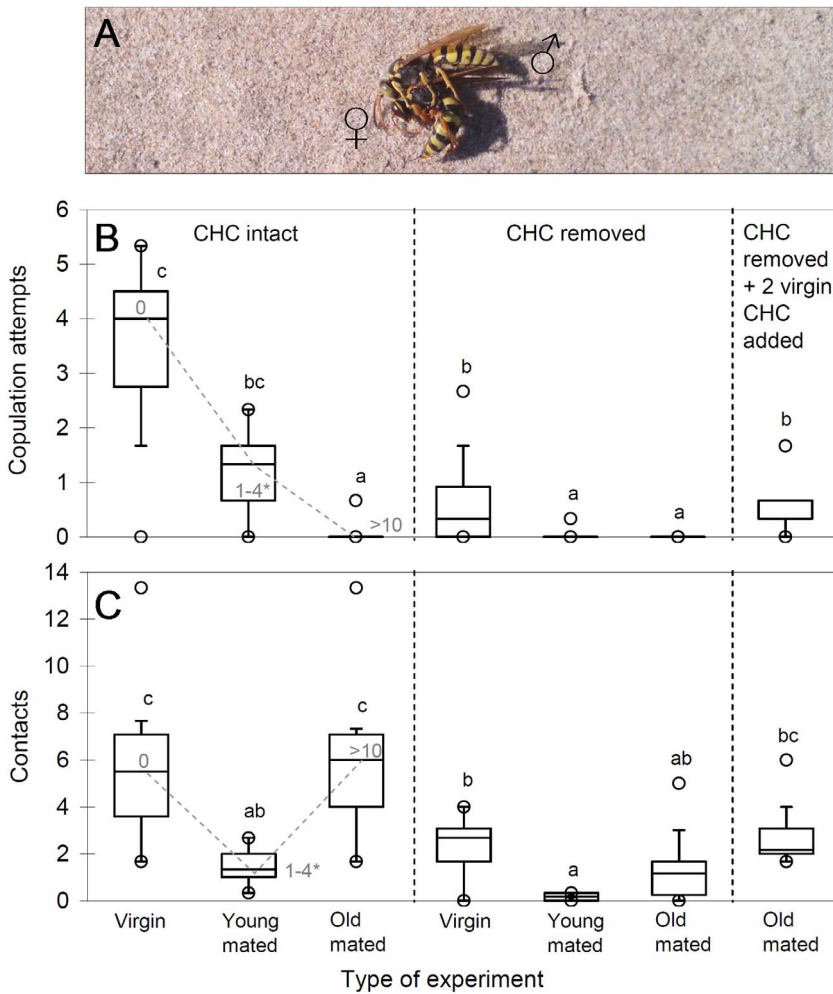 A
♀
♂
B
6
5
4
3
2
1
0
Copulation attempts
CHC intact
CHC removed
CHC
removed
+ 2 virgin
CHC
added
c
0
bc
1-4*
a
>10
b
a
a
b
C
14
12
10
8
6
4
2
0
Contacts
c
0
ab
1-4*
c
>10
b
a
ab
bc
Virgin
Young
mated
Old
mated
Virgin
Young
mated
Old
mated
Old
mated
Type of experiment